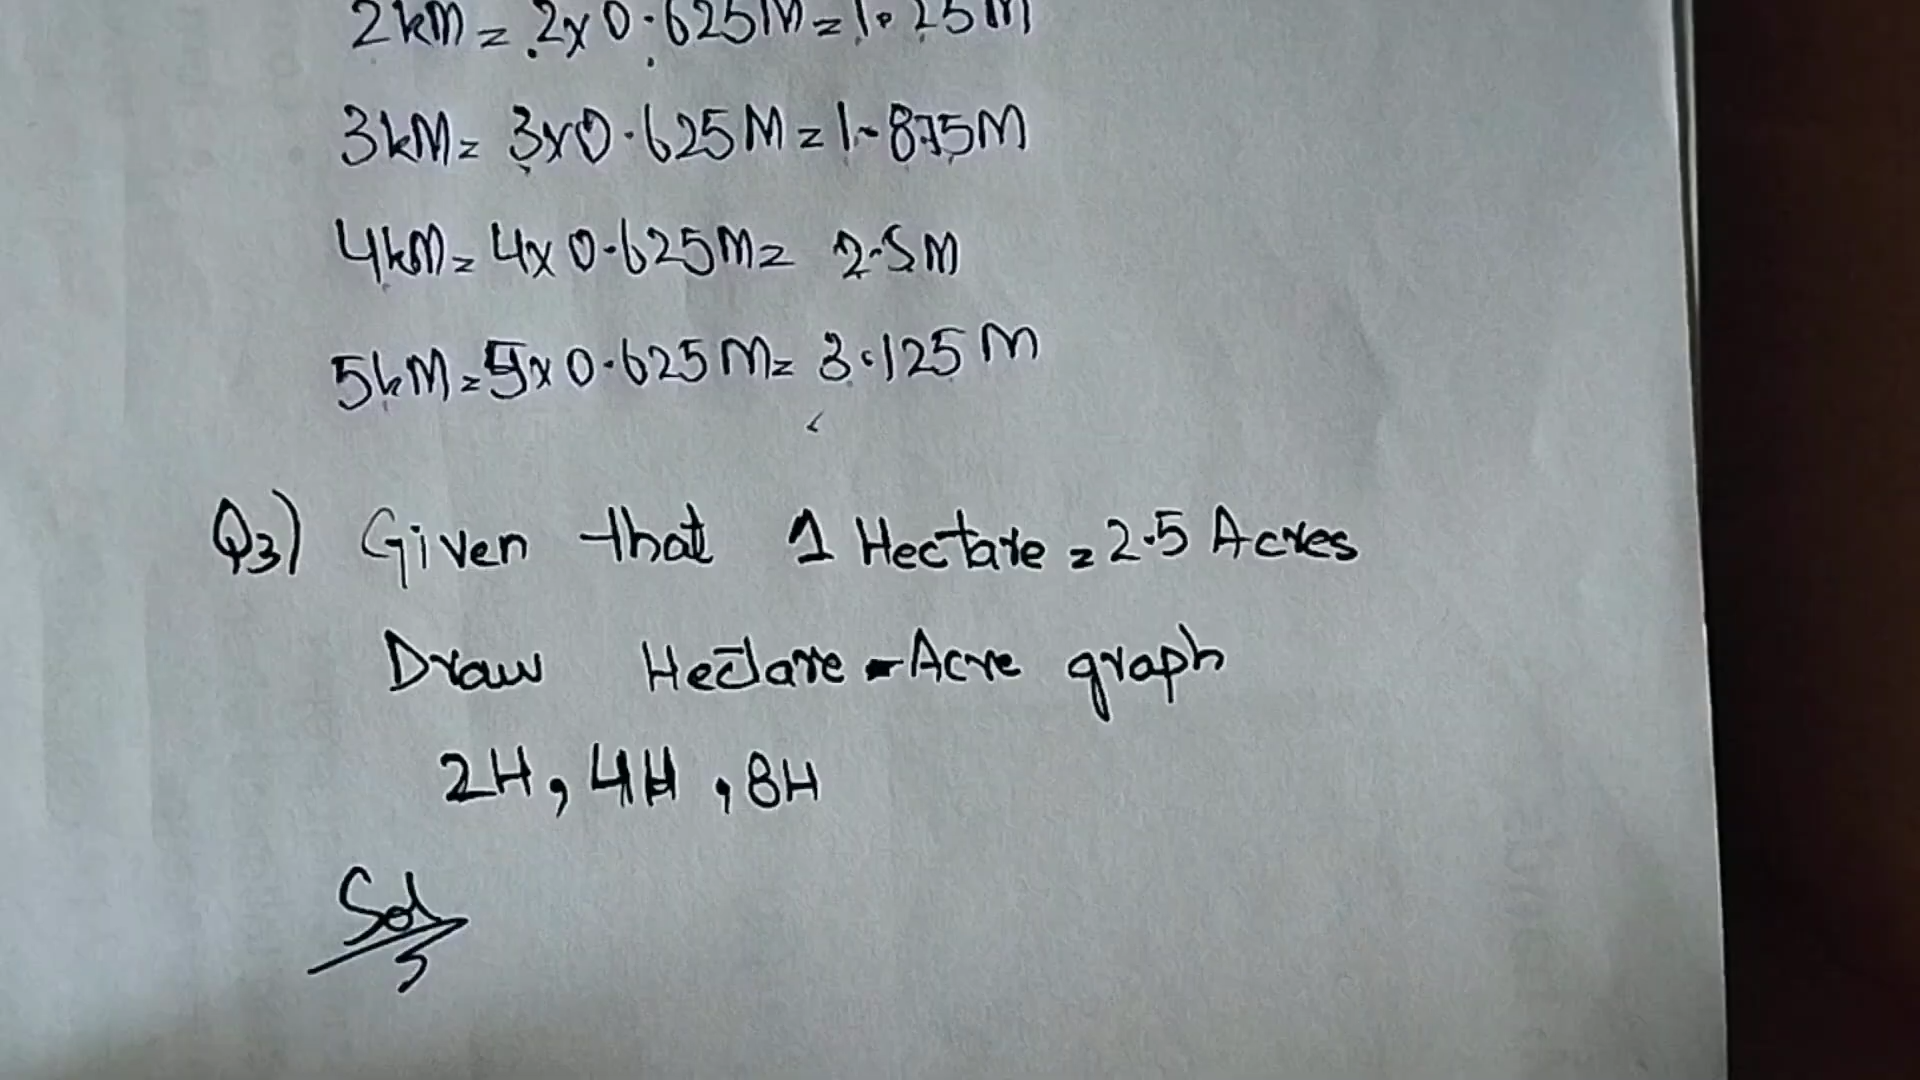 2kM = 2x0.625M = 1.25M
3kM = 3x0.625M = 1.875M
4kM = 4x0.625M = 2.5M
5kM = 5x0.625M = 3.125M
Q3) Given that 1 Hectare = 2.5 Acres
Draw Hectare - Acre graph
2H, 4H, 8H
Sol